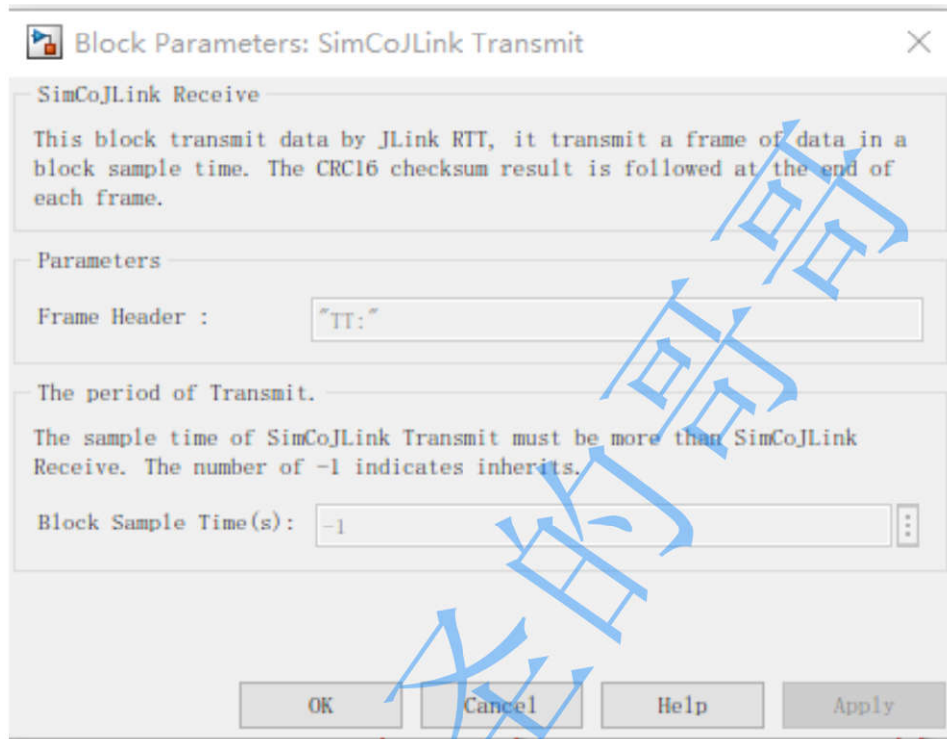 Block Parameters: SimCoJLink Transmit
SimCoJLink Receive
This block transmit data by JLink RTT, it transmit a frame of data in a
block sample time. The CRC16 checksum result is followed at the end of
each frame.
Parameters
Frame Header :
"TT:"
The period of Transmit.
The sample time of SimCoJLink Transmit must be more than SimCoJLink
Receive. The number of -1 indicates inherits.
Block Sample Time(s):
-1
OK
Cancel
Help
Apply
的哥哥